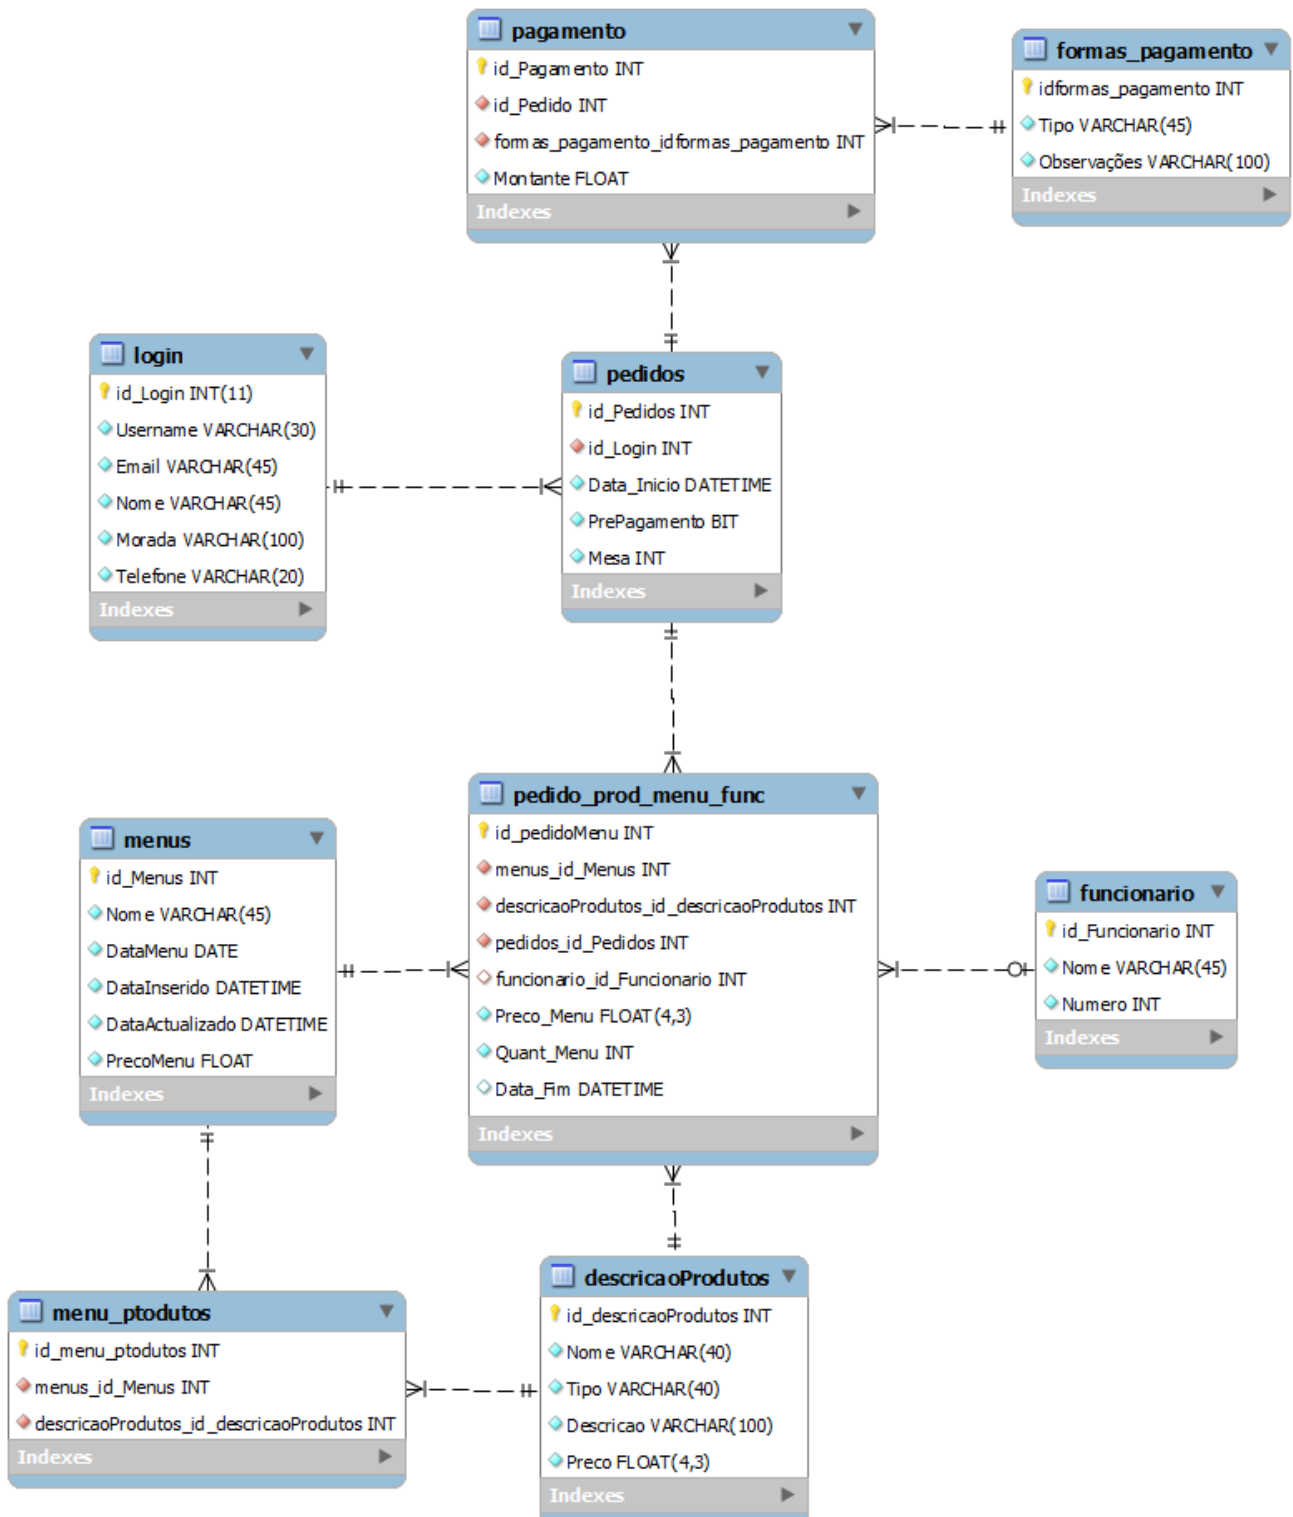 pagamento
id_Pagamento INT
id_Pedido INT
formas_pagamento_idformas_pagamento INT
Montante FLOAT
Indexes
formas_pagamento
idformas_pagamento INT
Tipo VARCHAR(45)
Observações VARCHAR(100)
Indexes
login
id_Login INT(11)
Username VARCHAR(30)
Email VARCHAR(45)
Nome VARCHAR(45)
Morada VARCHAR(100)
Telefone VARCHAR(20)
Indexes
pedidos
id_Pedidos INT
id_Login INT
Data_Inicio DATETIME
PrePagamento BIT
Mesa INT
Indexes
menus
id_Menus INT
Nome VARCHAR(45)
DataMenu DATE
DataInserido DATETIME
DataActualizado DATETIME
PrecoMenu FLOAT
Indexes
pedido_prod_menu_func
id_pedidoMenu INT
menus_id_Menus INT
descricaoProdutos_id_descricaoProdutos INT
pedidos_id_Pedidos INT
funcionario_id_Funcionario INT
Preco_Menu FLOAT(4,3)
Quant_Menu INT
Data_Fim DATETIME
Indexes
funcionario
id_Funcionario INT
Nome VARCHAR(45)
Numero INT
Indexes
menu_ptodutos
id_menu_ptodutos INT
menus_id_Menus INT
descricaoProdutos_id_descricaoProdutos INT
Indexes
descricaoProdutos
id_descricaoProdutos INT
Nome VARCHAR(40)
Tipo VARCHAR(40)
Descricao VARCHAR(100)
Preco FLOAT(4,3)
Indexes